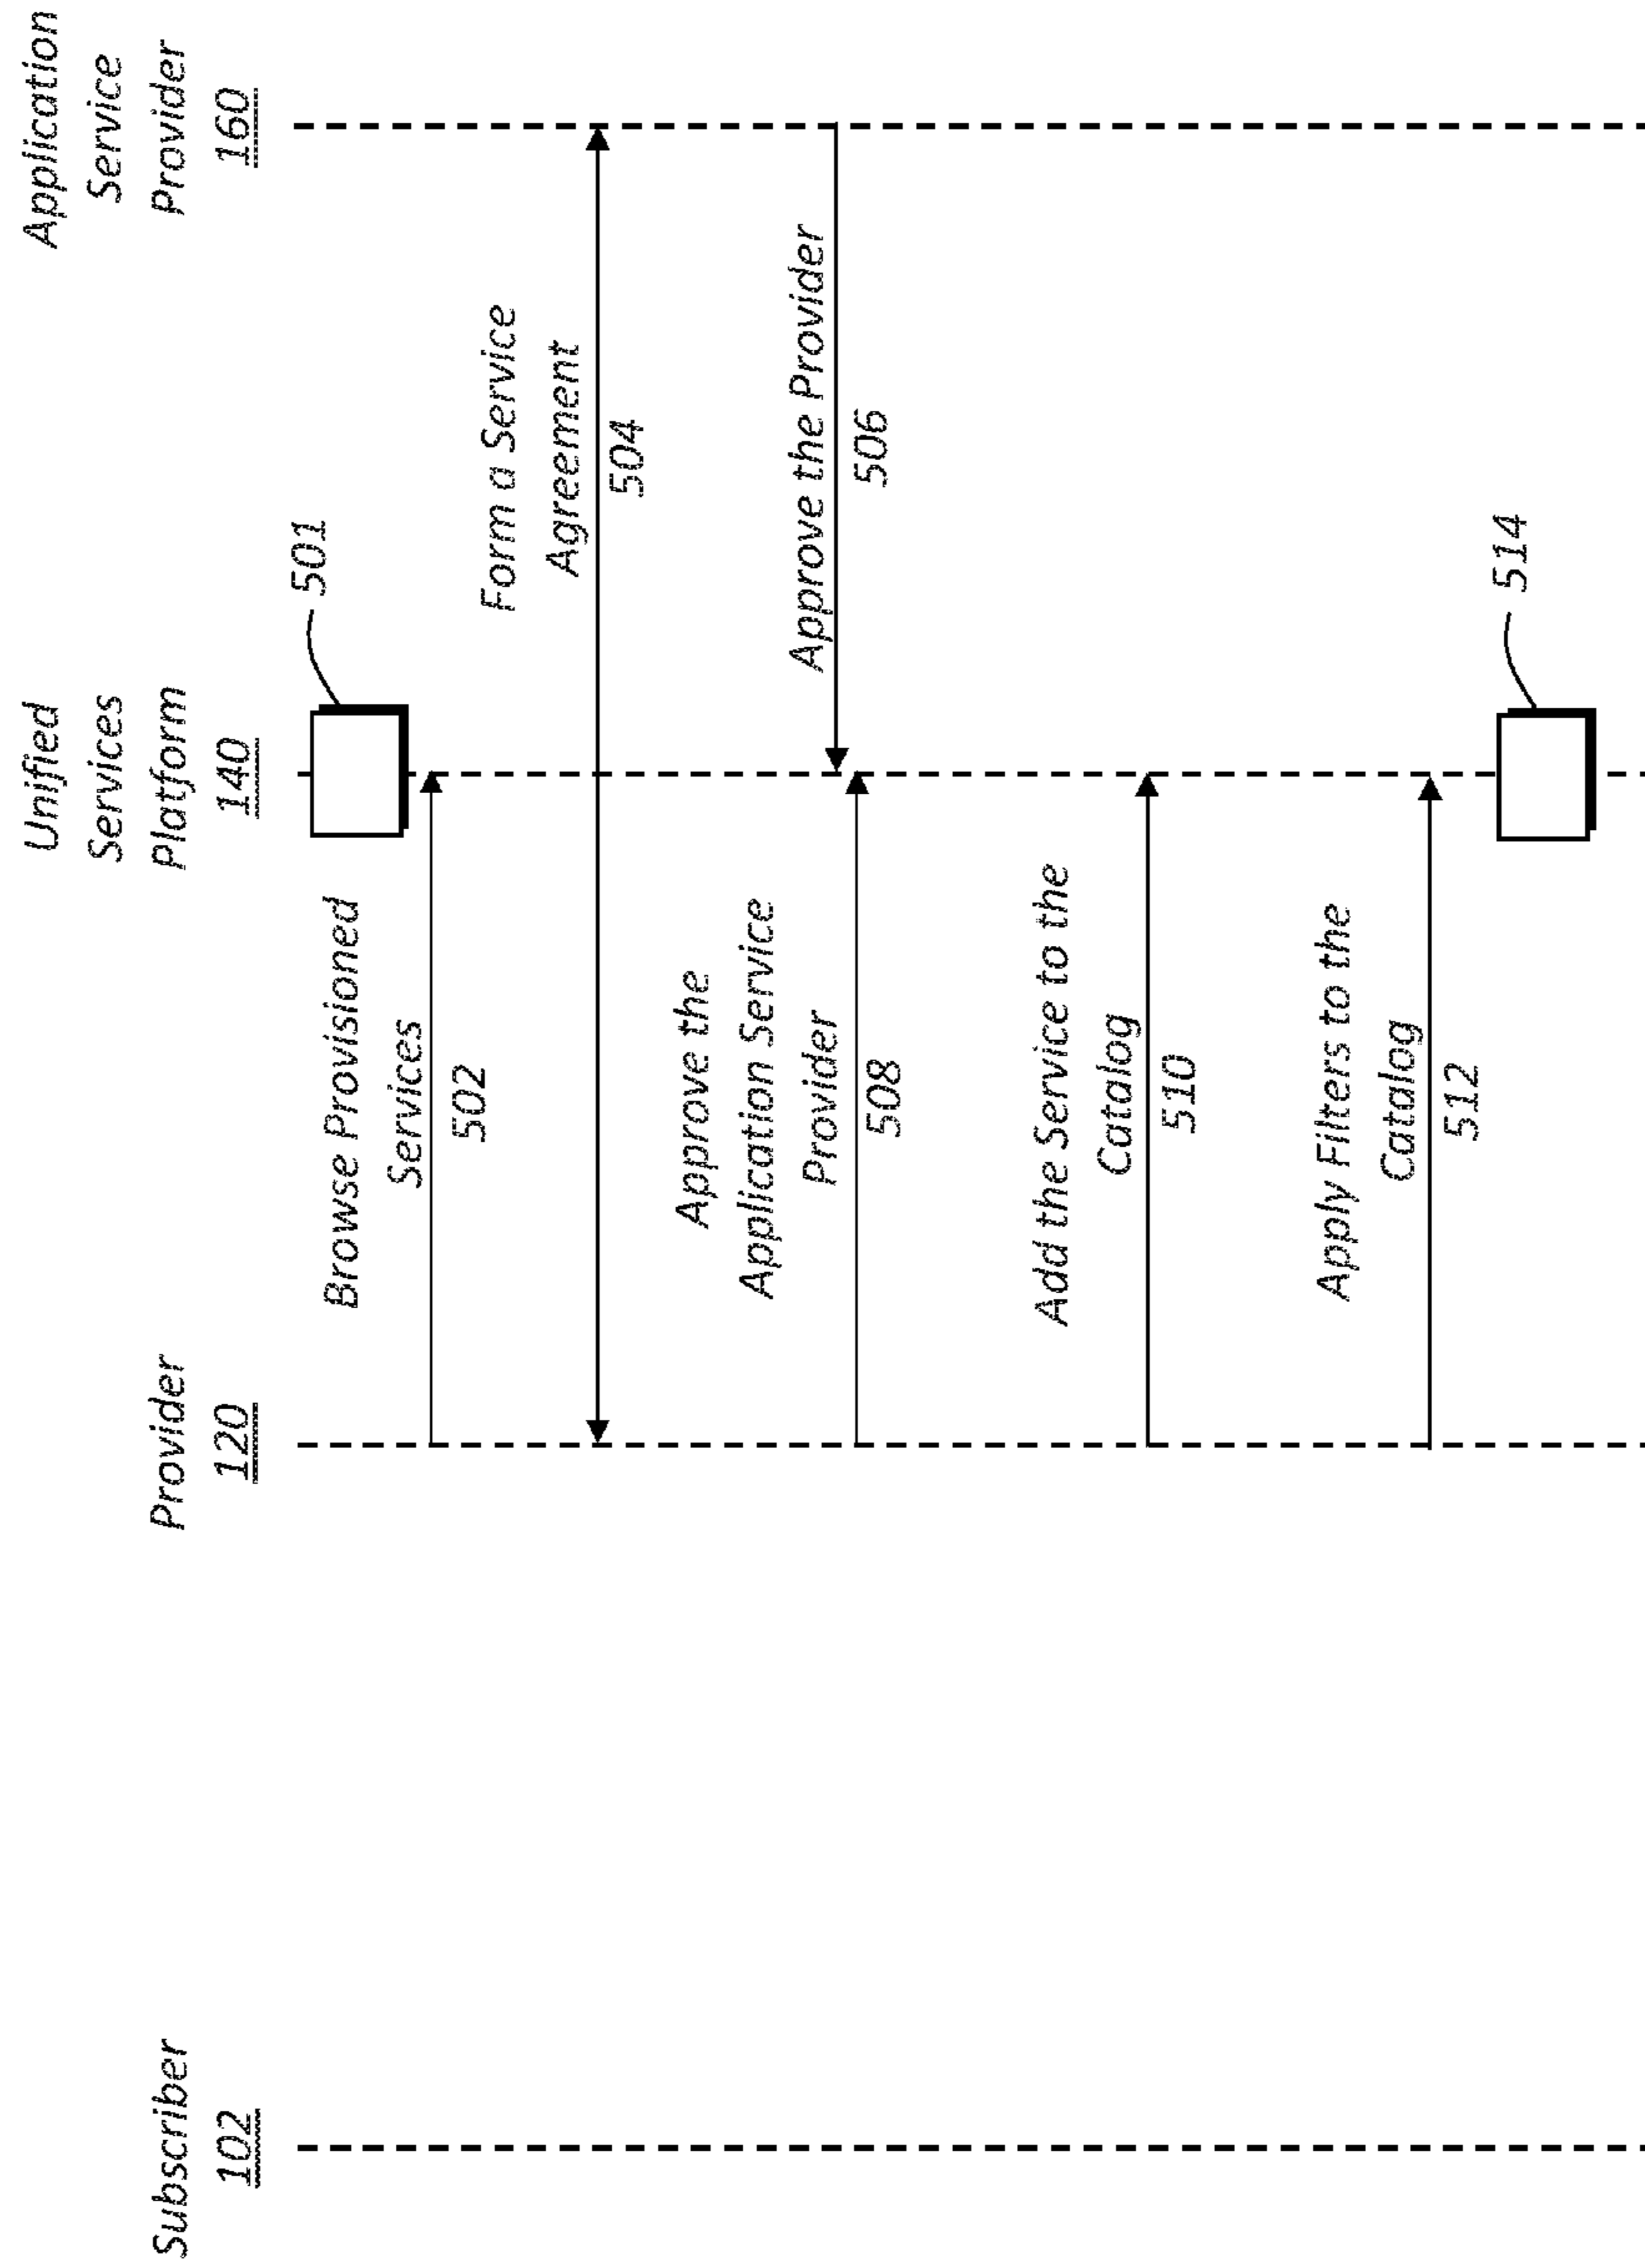 Subscriber
102
Provider
120
Unified
Services
Platform
140
Application
Service
Provider
160
501
Browse Provisioned
Services
502
Form a Service
Agreement
504
Approve the Provider
506
Approve the
Application Service
Provider
508
Add the Service to the
Catalog
510
Apply Filters to the
Catalog
512
514